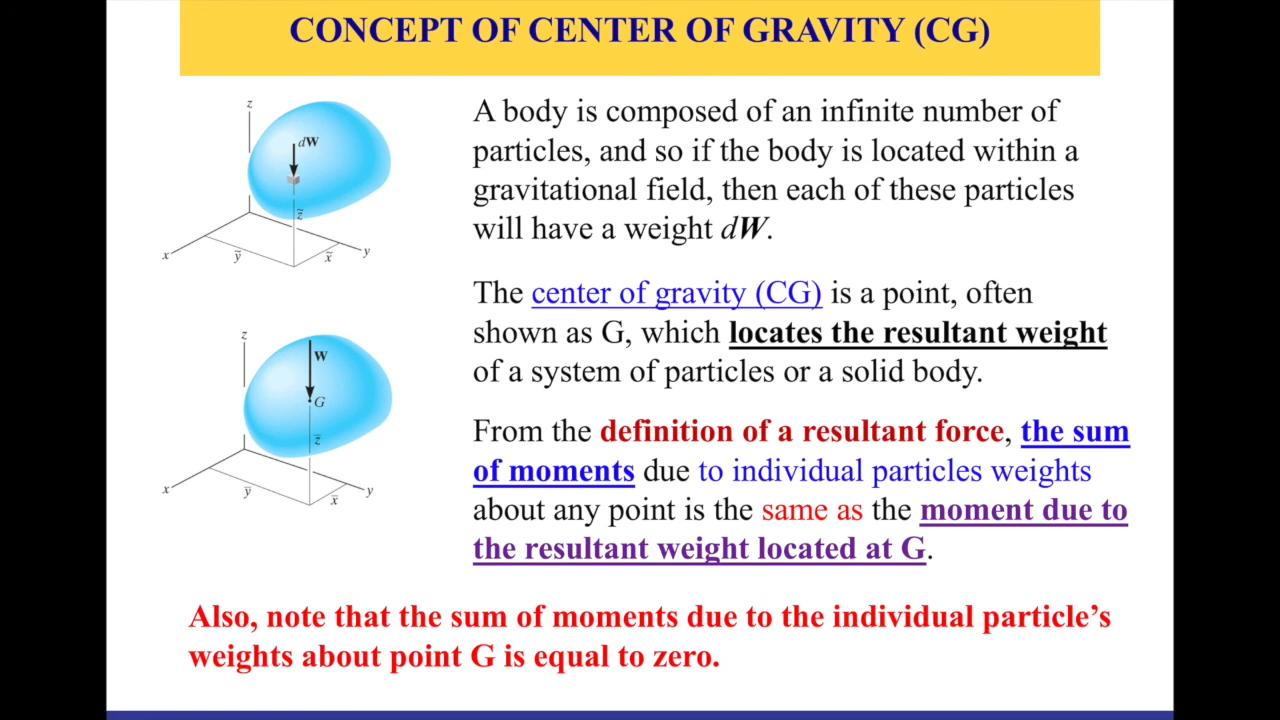 CONCEPT OF CENTER OF GRAVITY (CG)
z
dW
z̃
x
ỹ
x̃
y
A body is composed of an infinite number of
particles, and so if the body is located within a
gravitational field, then each of these particles
will have a weight dW.
The center of gravity (CG) is a point, often
shown as G, which locates the resultant weight
of a system of particles or a solid body.
z
W
G
z̅
x
y̅
x̅
y
From the definition of a resultant force, the sum
of moments due to individual particles weights
about any point is the same as the moment due to
the resultant weight located at G.
Also, note that the sum of moments due to the individual particle’s
weights about point G is equal to zero.